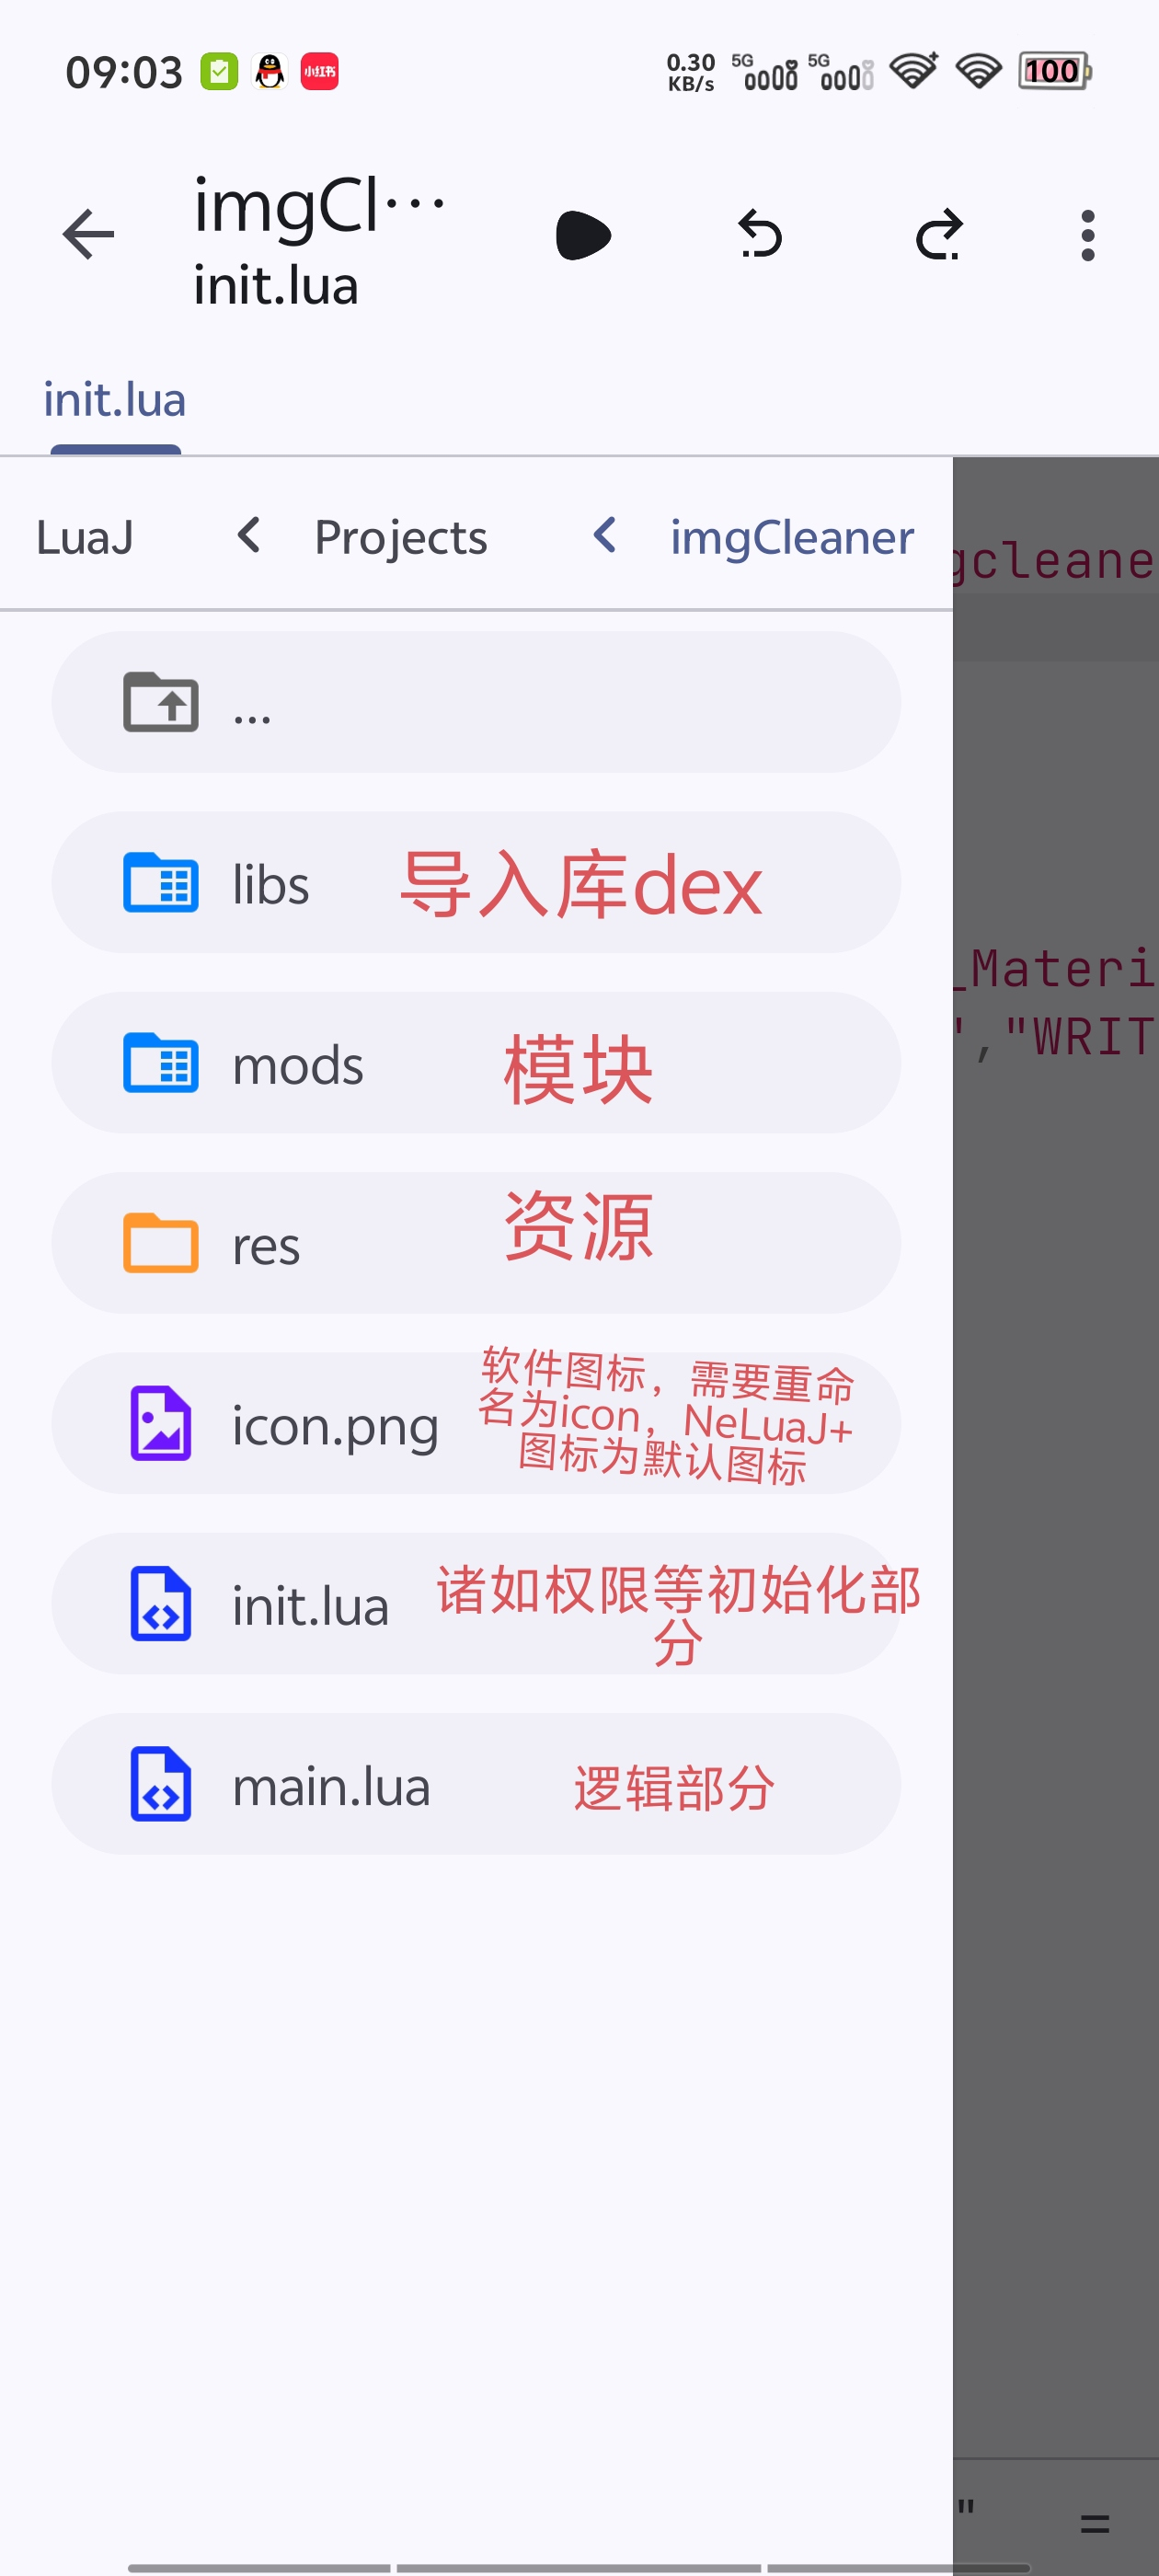 09:03
小红书
0.30
KB/s
5G
5G
100
imgCl···
init.lua
init.lua
LuaJ
Projects
imgCleaner
gcleane
...
libs
导入库dex
_Materi
mods
模块
","WRIT
res
资源
icon.png
软件图标，需要重命
名为icon，NeLuaJ+
图标为默认图标
init.lua
诸如权限等初始化部
分
main.lua
逻辑部分
"
=